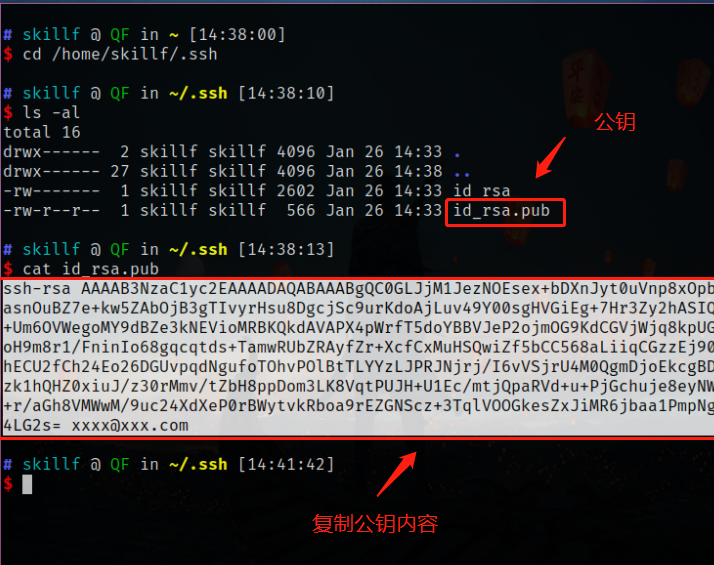 # skillf @ QF in ~ [14:38:00]
$ cd /home/skillf/.ssh
# skillf @ QF in ~/.ssh [14:38:10]
$ ls -al
total 16
drwx------  2 skillf skillf 4096 Jan 26 14:33 .
drwx------ 27 skillf skillf 4096 Jan 26 14:38 ..
-rw-------  1 skillf skillf 2602 Jan 26 14:33 id_rsa
-rw-r--r--  1 skillf skillf  566 Jan 26 14:33 id_rsa.pub
公钥
# skillf @ QF in ~/.ssh [14:38:13]
$ cat id_rsa.pub
ssh-rsa AAAAB3NzaC1yc2EAAAADAQABAAABgQC0GLJjM1JezNOEsex+bDXnJyt0uVnp8xOpb
asnOuBZ7e+kw5ZAbOjB3gTIvyrHsu8DgcjSc9urKdoAjLuv49Y00sgHVGiEg+7Hr3Zy2hASIQ
+Um6OVWegoMY9dBZe3kNEVioMRBKQkdAVAPX4pWrfT5doYBBVJeP2ojmOG9KdCGVjWjq8kpUG
oH9m8r1/FninIo68gqcqtds+TamwRUbZRAyfZr+XcfCxMuHSQwiZf5bCC568aLiiqCGzzEj90
hECU2fCh24Eo26DGUvpqdNgufoTOhvPOlBtTLYYzLJPRJNjrj/I6vVSjrU4M0QgmDjoEkcgBD
zk1hQHZ0xiuJ/z30rMmv/tZbH8ppDom3LK8VqtPUJH+U1Ec/mtjQpaRVd+u+PjGchuje8eyNW
+r/aGh8VMWwM/9uc24XdXeP0rBWytvkRboa9rEZGNScz+3TqlVOOGkesZxJiMR6jbaa1PmpNg
4LG2s= xxxx@xxx.com
# skillf @ QF in ~/.ssh [14:41:42]
$
复制公钥内容